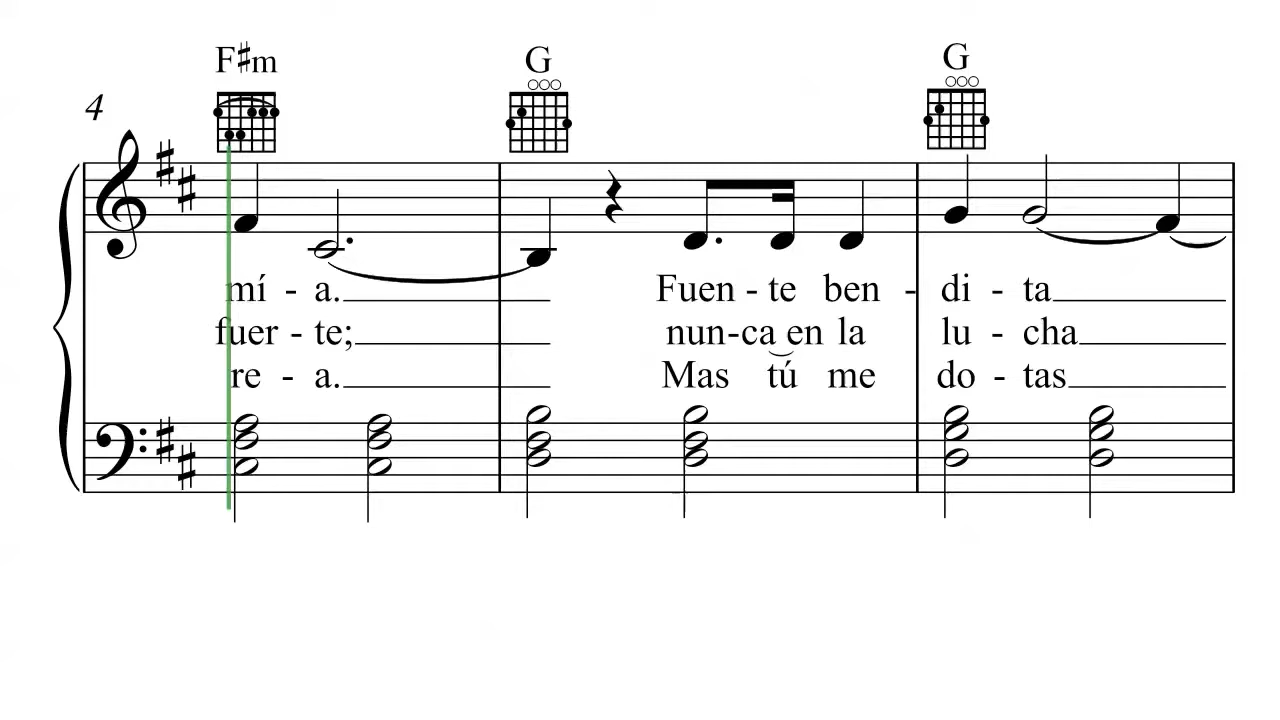 F♯m G G
4
mí - a. Fuen - te ben - di - ta
fuer - te; nun-ca en la lu - cha
re - a. Mas tú me do - tas